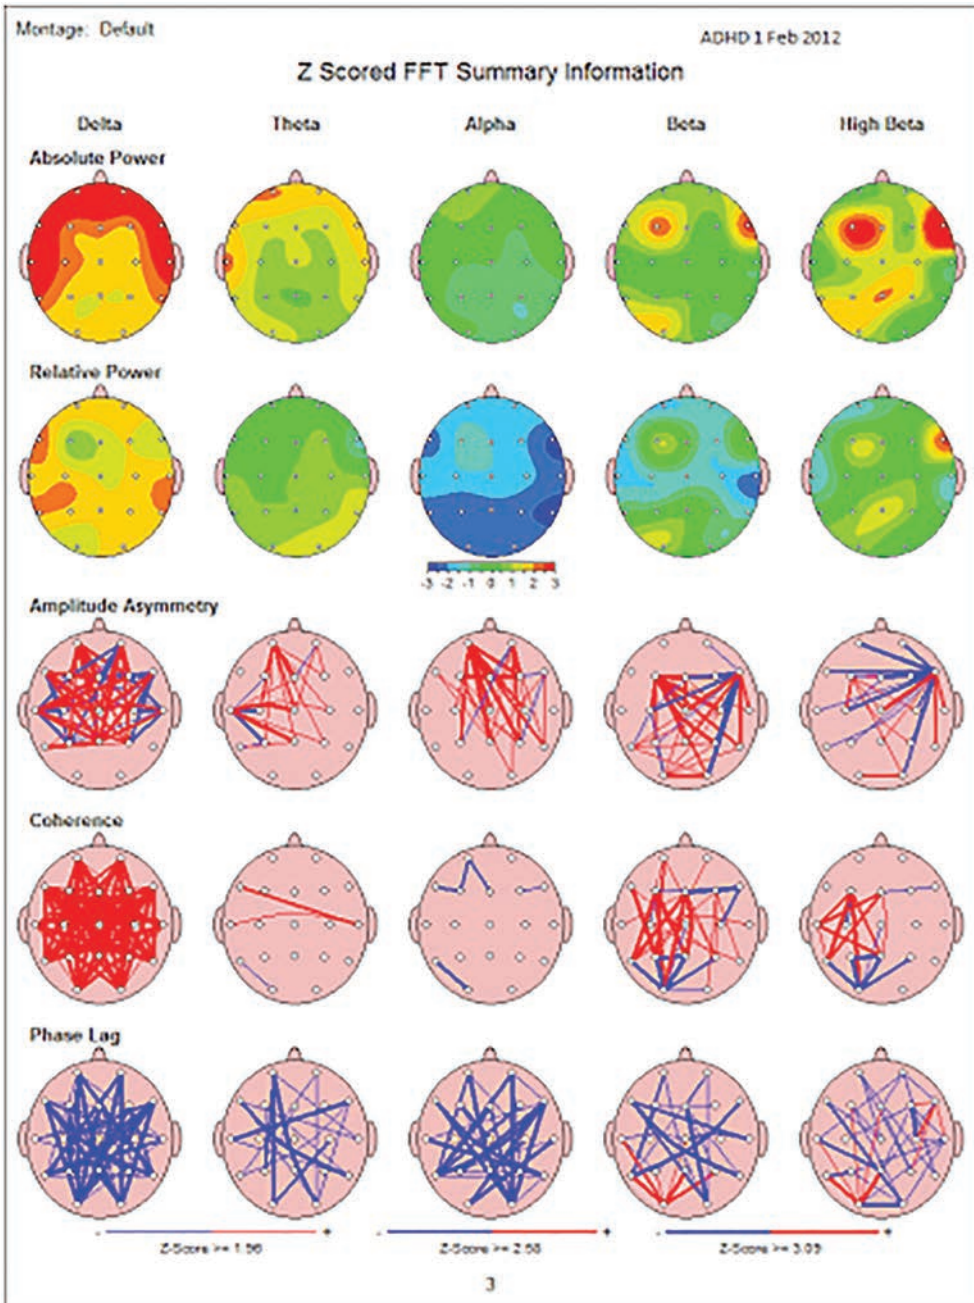 Montage: Default
ADHD 1 Feb 2012
Z Scored FFT Summary Information
Delta Theta Alpha Beta High Beta
Absolute Power
Relative Power
-3 -2 -1 0 1 2 3
Amplitude Asymmetry
Coherence
Phase Lag
- + - + - +
Z-Score >= 1.96 Z-Score >= 2.58 Z-Score >= 3.09
3